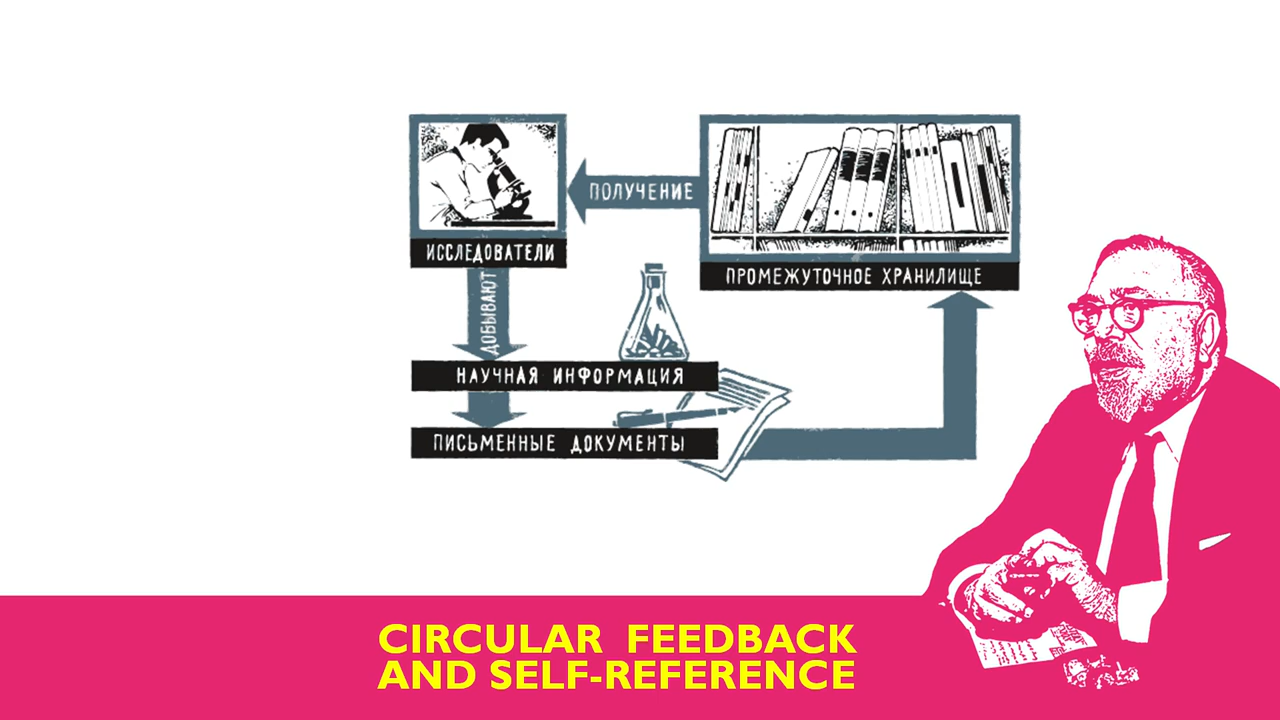 ПОЛУЧЕНИЕ
ИССЛЕДОВАТЕЛИ
ПРОМЕЖУТОЧНОЕ ХРАНИЛИЩЕ
ДОБЫВАЮТ
НАУЧНАЯ ИНФОРМАЦИЯ
ПИСЬМЕННЫЕ ДОКУМЕНТЫ
CIRCULAR FEEDBACK
AND SELF-REFERENCE